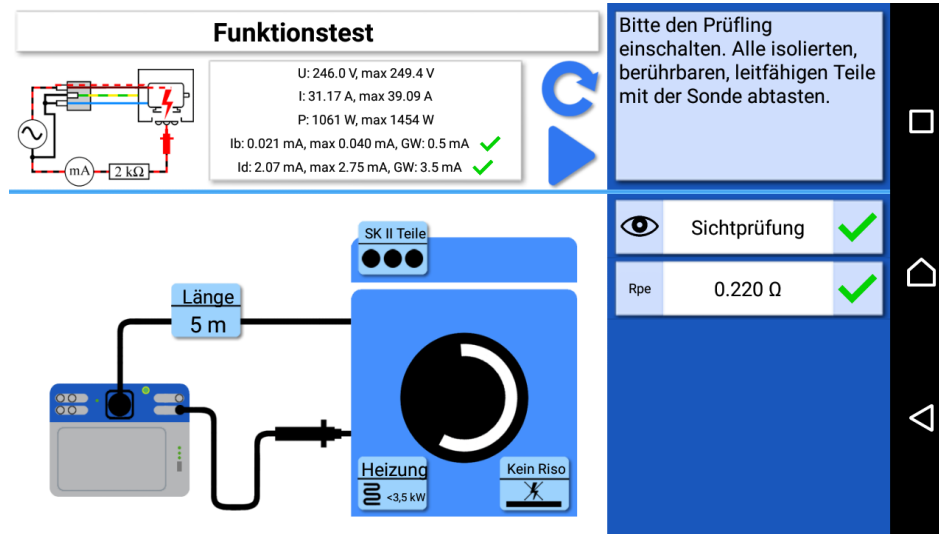 Funktionstest
U: 246.0 V, max 249.4 V
I: 31.17 A, max 39.09 A
P: 1061 W, max 1454 W
Ib: 0.021 mA, max 0.040 mA, GW: 0.5 mA
Id: 2.07 mA, max 2.75 mA, GW: 3.5 mA
mA
2 kΩ
Bitte den Prüfling
einschalten. Alle isolierten,
berührbaren, leitfähigen Teile
mit der Sonde abtasten.
Sichtprüfung
Rpe
0.220 Ω
SK II Teile
Länge
5 m
Heizung
<3,5 kW
Kein Riso